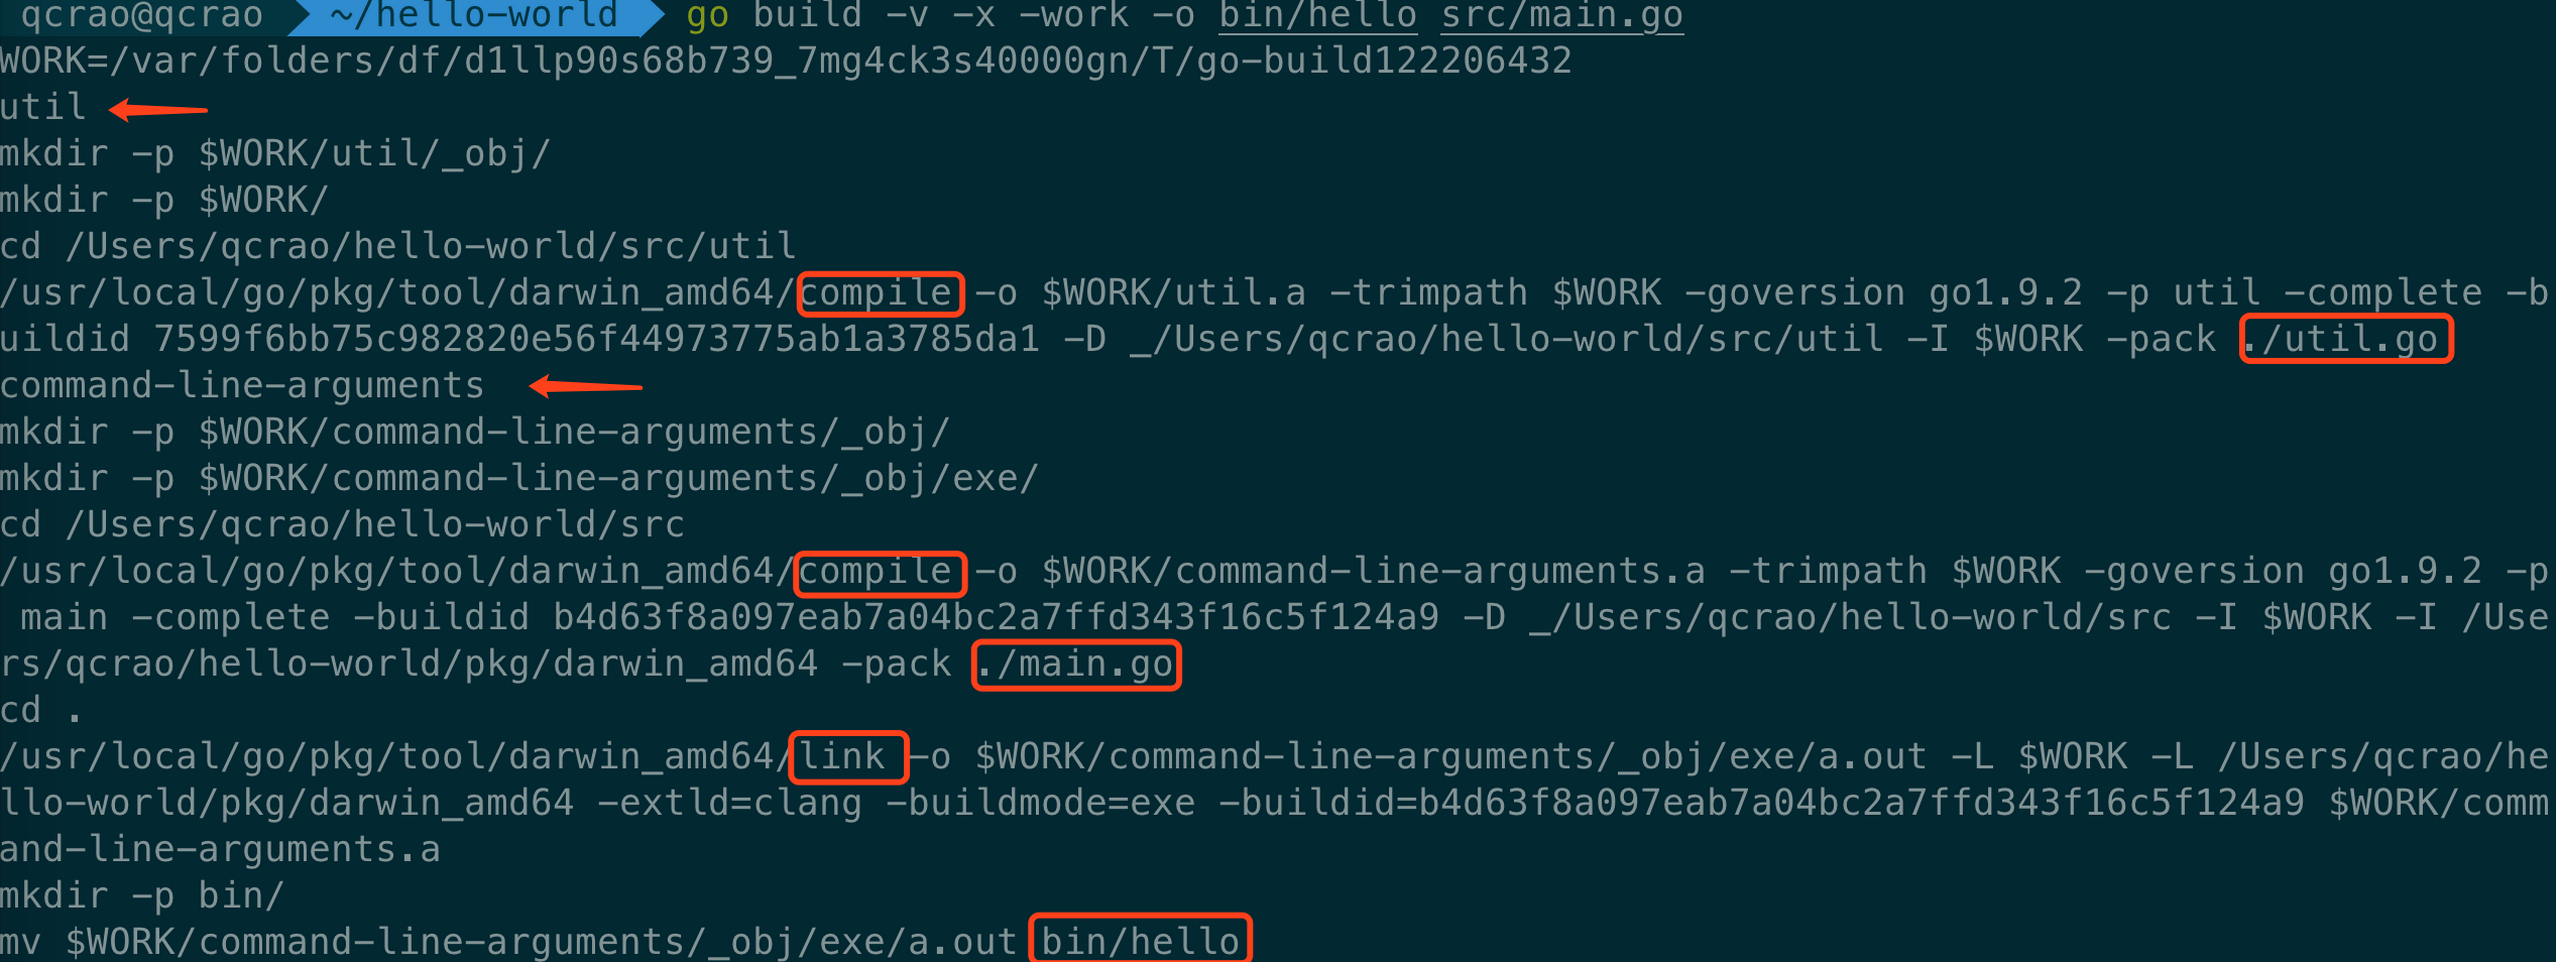 qcrao@qcrao ~/hello-world go build -v -x -work -o bin/hello src/main.go
WORK=/var/folders/df/d1llp90s68b739_7mg4ck3s40000gn/T/go-build122206432
util
mkdir -p $WORK/util/_obj/
mkdir -p $WORK/
cd /Users/qcrao/hello-world/src/util
/usr/local/go/pkg/tool/darwin_amd64/compile -o $WORK/util.a -trimpath $WORK -goversion go1.9.2 -p util -complete -b
uildid 7599f6bb75c982820e56f44973775ab1a3785da1 -D _/Users/qcrao/hello-world/src/util -I $WORK -pack ./util.go
command-line-arguments
mkdir -p $WORK/command-line-arguments/_obj/
mkdir -p $WORK/command-line-arguments/_obj/exe/
cd /Users/qcrao/hello-world/src
/usr/local/go/pkg/tool/darwin_amd64/compile -o $WORK/command-line-arguments.a -trimpath $WORK -goversion go1.9.2 -p
main -complete -buildid b4d63f8a097eab7a04bc2a7ffd343f16c5f124a9 -D _/Users/qcrao/hello-world/src -I $WORK -I /Use
rs/qcrao/hello-world/pkg/darwin_amd64 -pack ./main.go
cd .
/usr/local/go/pkg/tool/darwin_amd64/link -o $WORK/command-line-arguments/_obj/exe/a.out -L $WORK -L /Users/qcrao/he
llo-world/pkg/darwin_amd64 -extld=clang -buildmode=exe -buildid=b4d63f8a097eab7a04bc2a7ffd343f16c5f124a9 $WORK/comm
and-line-arguments.a
mkdir -p bin/
mv $WORK/command-line-arguments/_obj/exe/a.out bin/hello